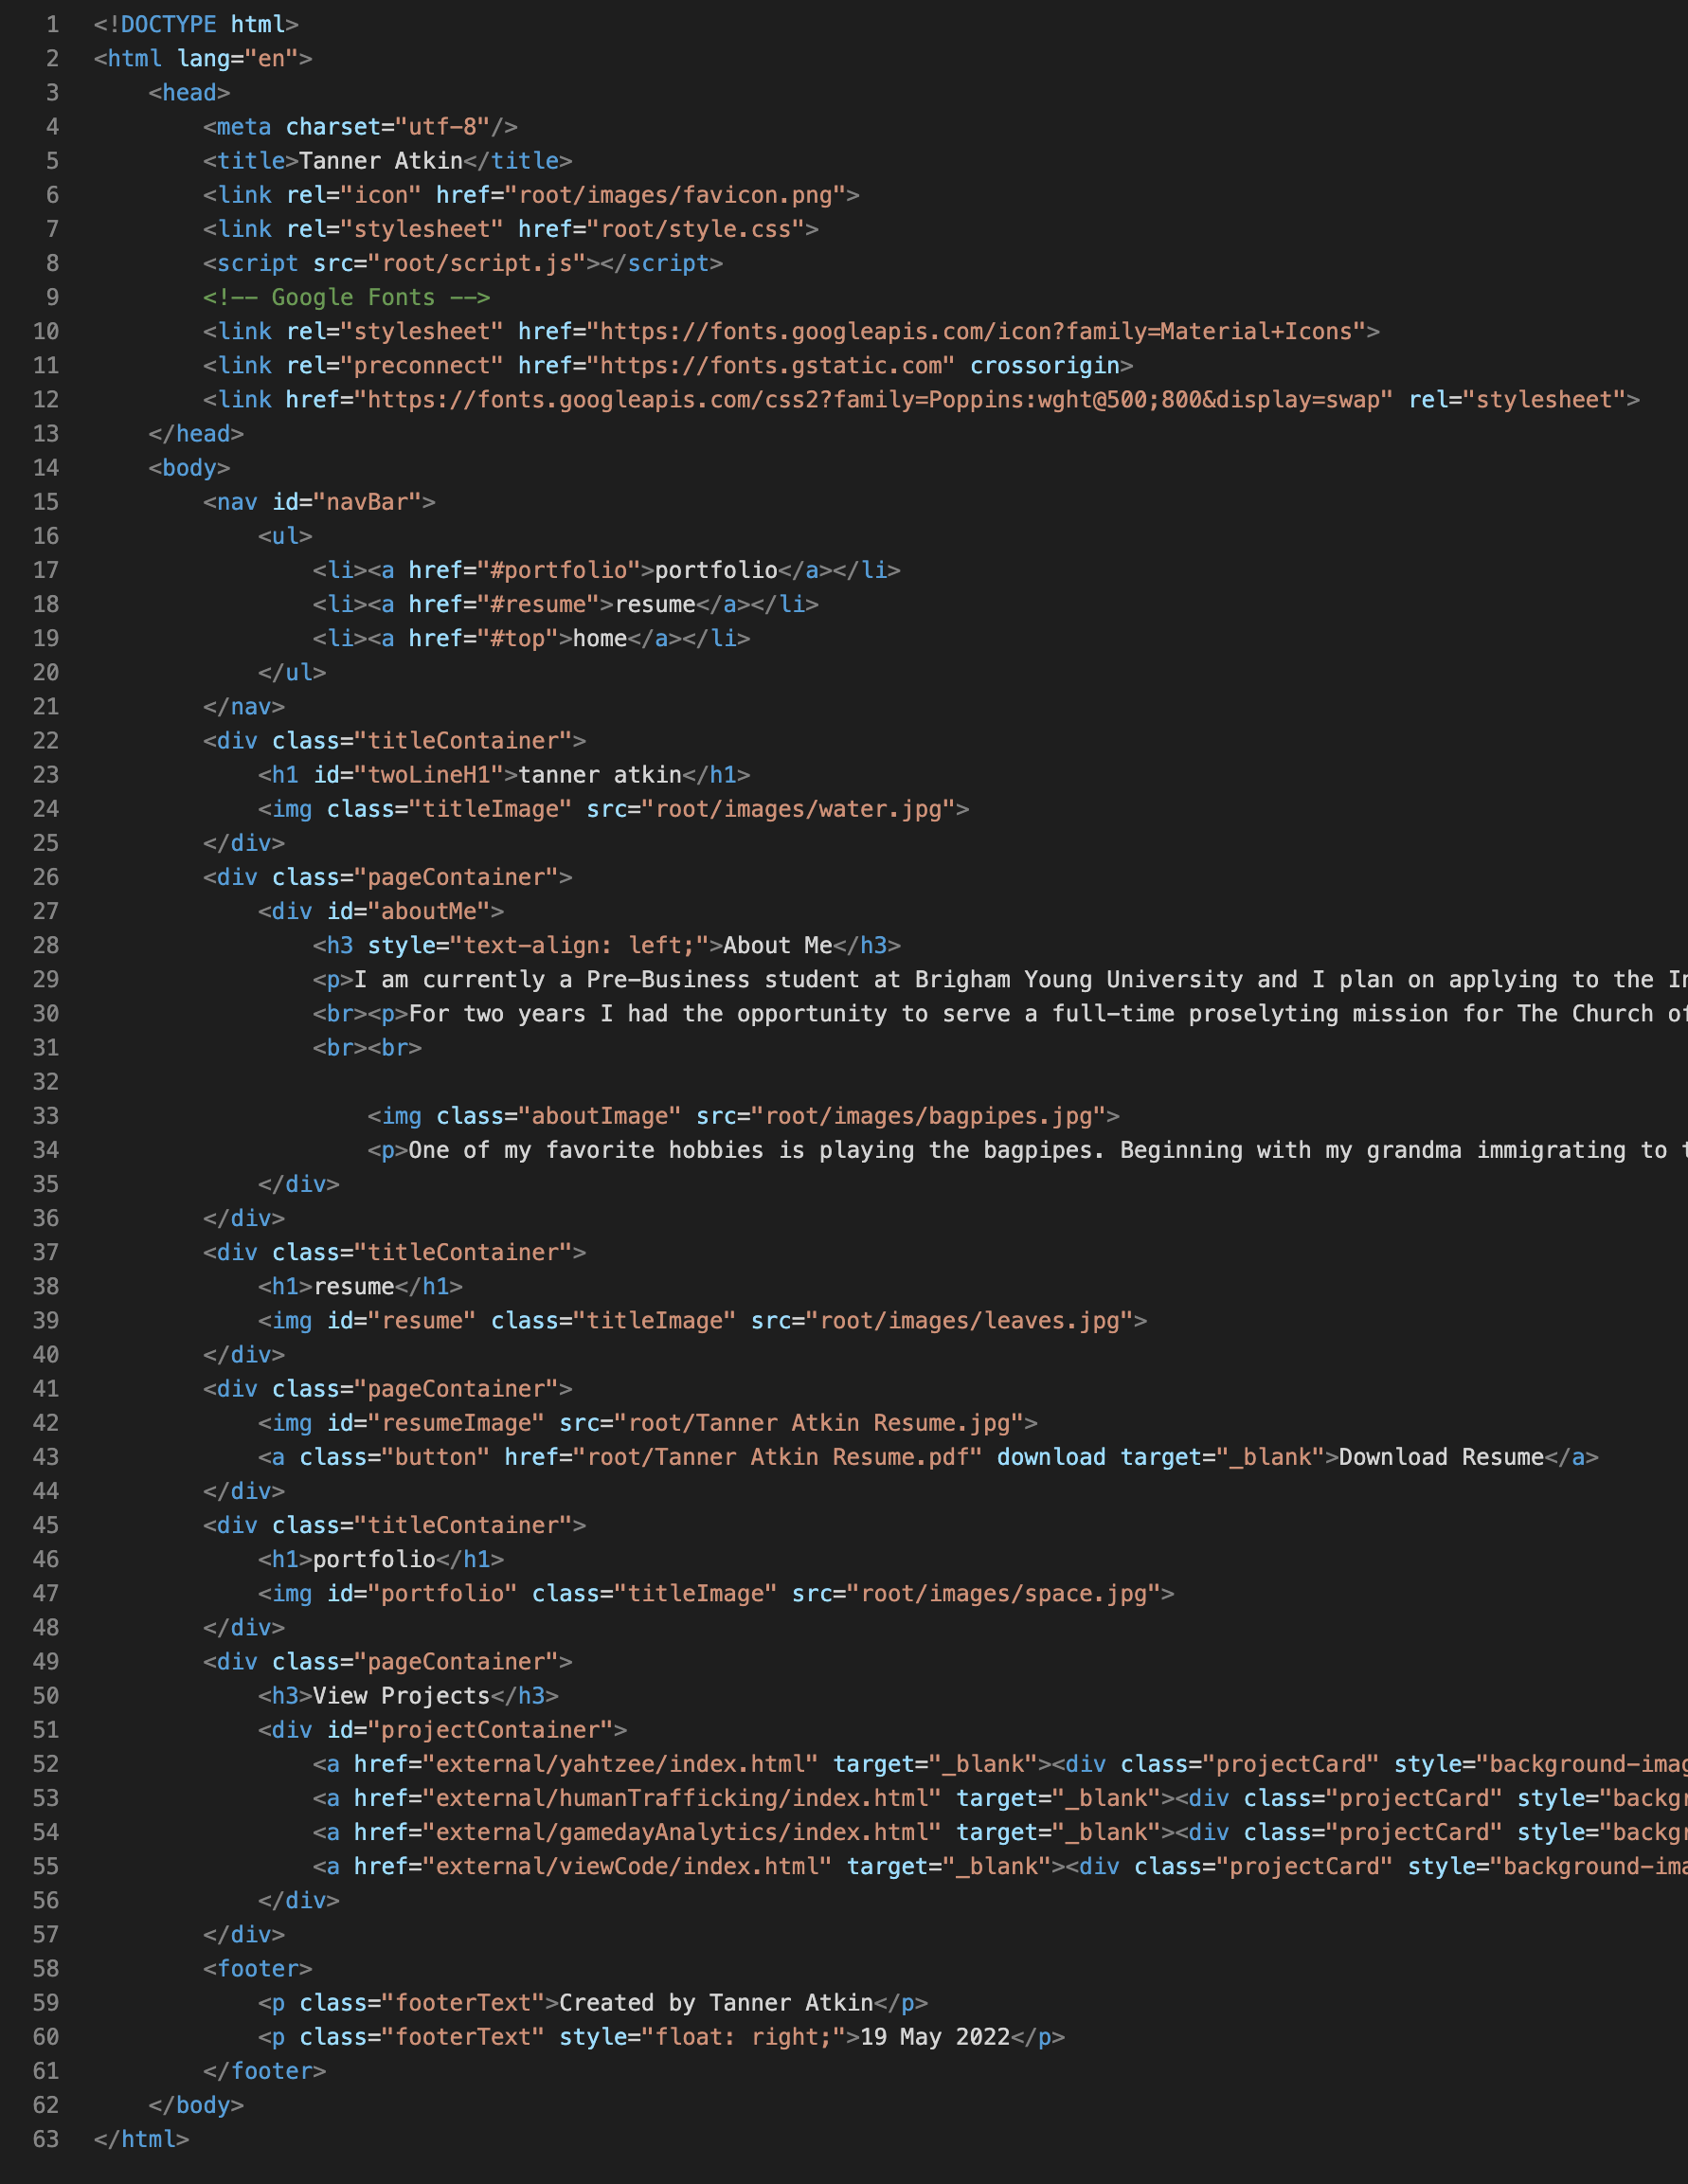 1 <!DOCTYPE html>
2 <html lang="en">
3 <head>
4 <meta charset="utf-8"/>
5 <title>Tanner Atkin</title>
6 <link rel="icon" href="root/images/favicon.png">
7 <link rel="stylesheet" href="root/style.css">
8 <script src="root/script.js"></script>
9 <!-- Google Fonts -->
10 <link rel="stylesheet" href="https://fonts.googleapis.com/icon?family=Material+Icons">
11 <link rel="preconnect" href="https://fonts.gstatic.com" crossorigin>
12 <link href="https://fonts.googleapis.com/css2?family=Poppins:wght@500;800&display=swap" rel="stylesheet">
13 </head>
14 <body>
15 <nav id="navBar">
16 <ul>
17 <li><a href="#portfolio">portfolio</a></li>
18 <li><a href="#resume">resume</a></li>
19 <li><a href="#top">home</a></li>
20 </ul>
21 </nav>
22 <div class="titleContainer">
23 <h1 id="twoLineH1">tanner atkin</h1>
24 <img class="titleImage" src="root/images/water.jpg">
25 </div>
26 <div class="pageContainer">
27 <div id="aboutMe">
28 <h3 style="text-align: left;">About Me</h3>
29 <p>I am currently a Pre-Business student at Brigham Young University and I plan on applying to the
30 <br><p>For two years I had the opportunity to serve a full-time proselyting mission for The Church of
31 <br><br>
32
33 <img class="aboutImage" src="root/images/bagpipes.jpg">
34 <p>One of my favorite hobbies is playing the bagpipes. Beginning with my grandma immigrating to
35 </div>
36 </div>
37 <div class="titleContainer">
38 <h1>resume</h1>
39 <img id="resume" class="titleImage" src="root/images/leaves.jpg">
40 </div>
41 <div class="pageContainer">
42 <img id="resumeImage" src="root/Tanner Atkin Resume.jpg">
43 <a class="button" href="root/Tanner Atkin Resume.pdf" download target="_blank">Download Resume</a>
44 </div>
45 <div class="titleContainer">
46 <h1>portfolio</h1>
47 <img id="portfolio" class="titleImage" src="root/images/space.jpg">
48 </div>
49 <div class="pageContainer">
50 <h3>View Projects</h3>
51 <div id="projectContainer">
52 <a href="external/yahtzee/index.html" target="_blank"><div class="projectCard" style="background-imag
53 <a href="external/humanTrafficking/index.html" target="_blank"><div class="projectCard" style="backgr
54 <a href="external/gamedayAnalytics/index.html" target="_blank"><div class="projectCard" style="backgr
55 <a href="external/viewCode/index.html" target="_blank"><div class="projectCard" style="background-ima
56 </div>
57 </div>
58 <footer>
59 <p class="footerText">Created by Tanner Atkin</p>
60 <p class="footerText" style="float: right;">19 May 2022</p>
61 </footer>
62 </body>
63 </html>